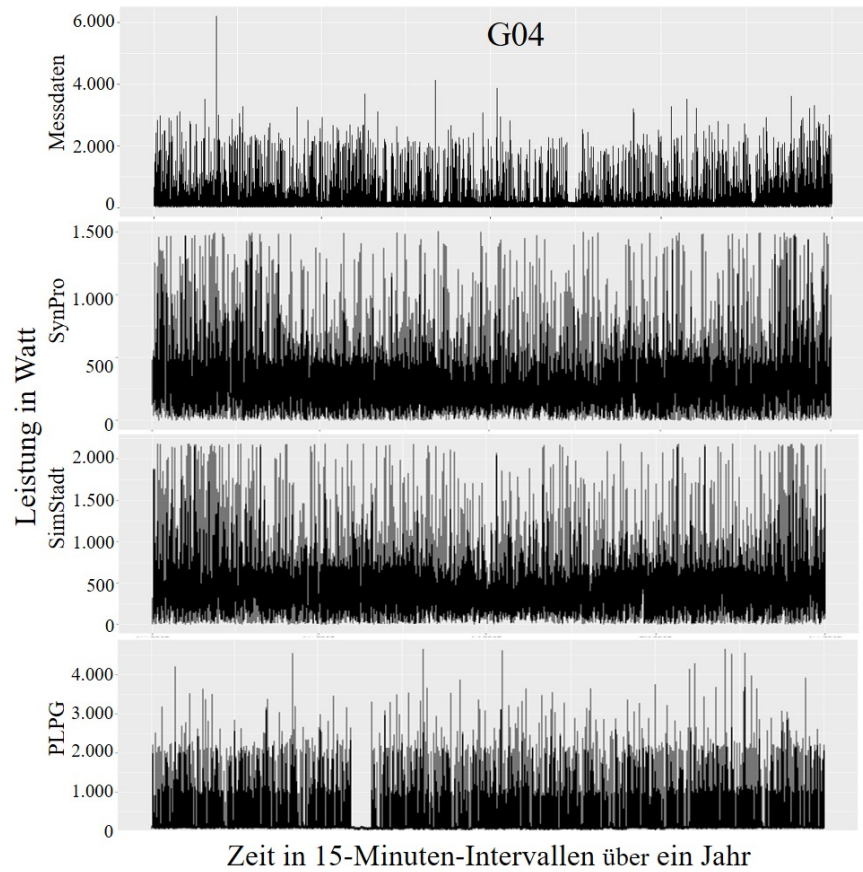 G04
6.000
4.000
2.000
0
Messdaten
1.500
1.000
500
0
SynPro
Leistung in Watt
2.000
1.500
1.000
500
0
SimStadt
4.000
3.000
2.000
1.000
0
PLPG
Zeit in 15-Minuten-Intervallen über ein Jahr